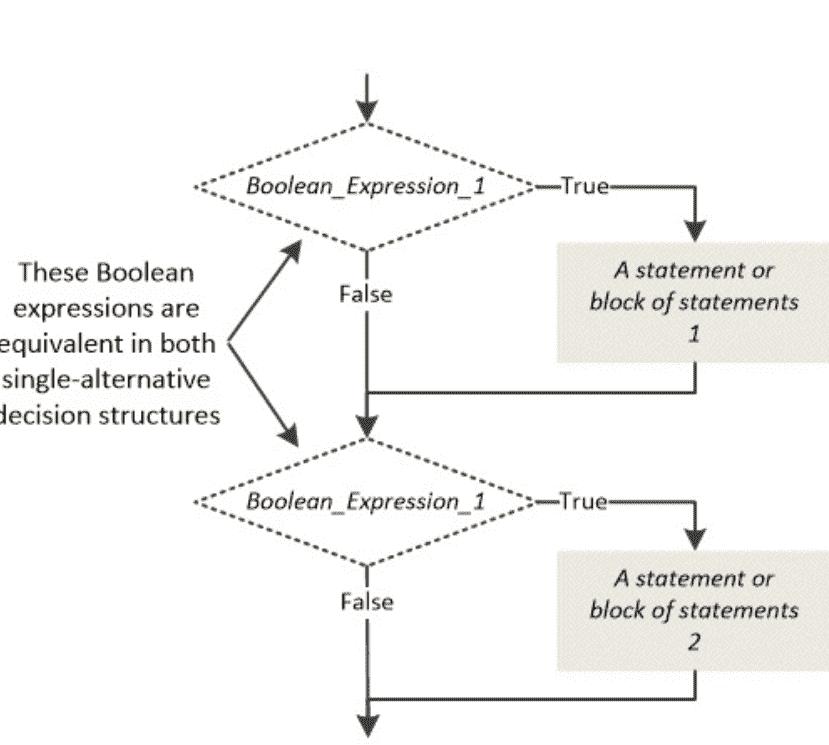 Boolean_Expression_1
True
These Boolean
expressions are
equivalent in both
single-alternative
decision structures
False
A statement or
block of statements
1
Boolean_Expression_1
True
False
A statement or
block of statements
2